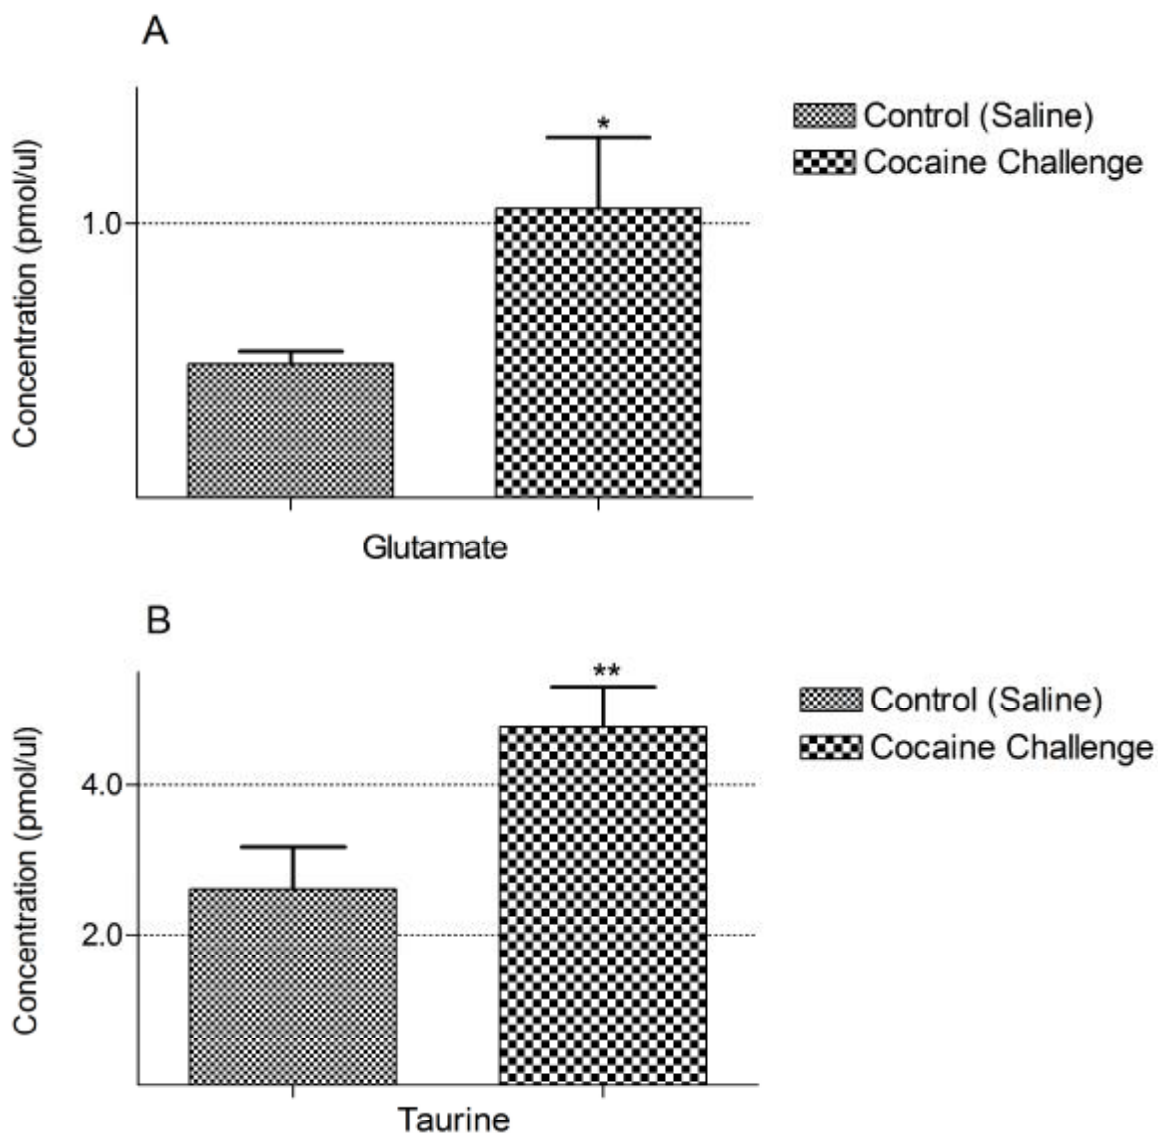 A
Concentration (pmol/ul)
1.0
*
Control (Saline)
Cocaine Challenge
Glutamate
B
Concentration (pmol/ul)
4.0
2.0
**
Control (Saline)
Cocaine Challenge
Taurine